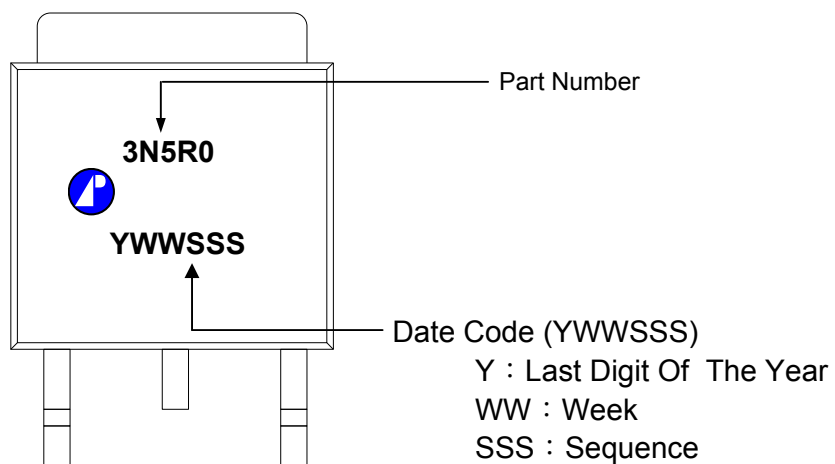 Part Number
3N5R0
YWWSSS
Date Code (YWWSSS)
Y：Last Digit Of The Year
WW：Week
SSS：Sequence